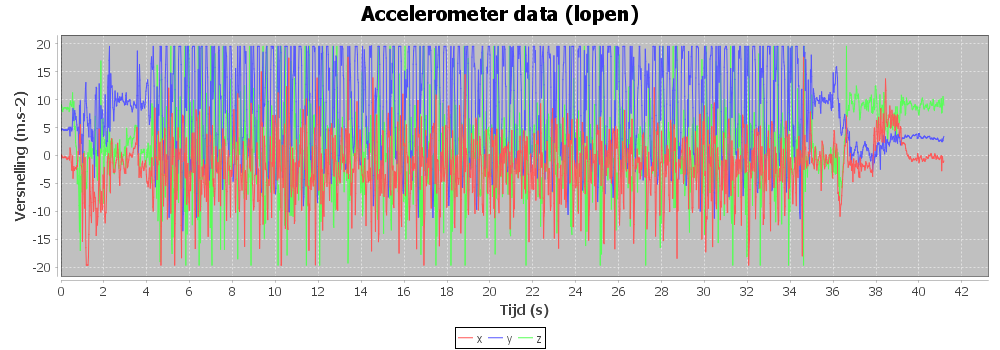 Accelerometer data (lopen)
Versnelling (m.s-2)
20
15
10
5
0
-5
-10
-15
-20
0 2 4 6 8 10 12 14 16 18 20 22 24 26 28 30 32 34 36 38 40 42
Tijd (s)
x y z